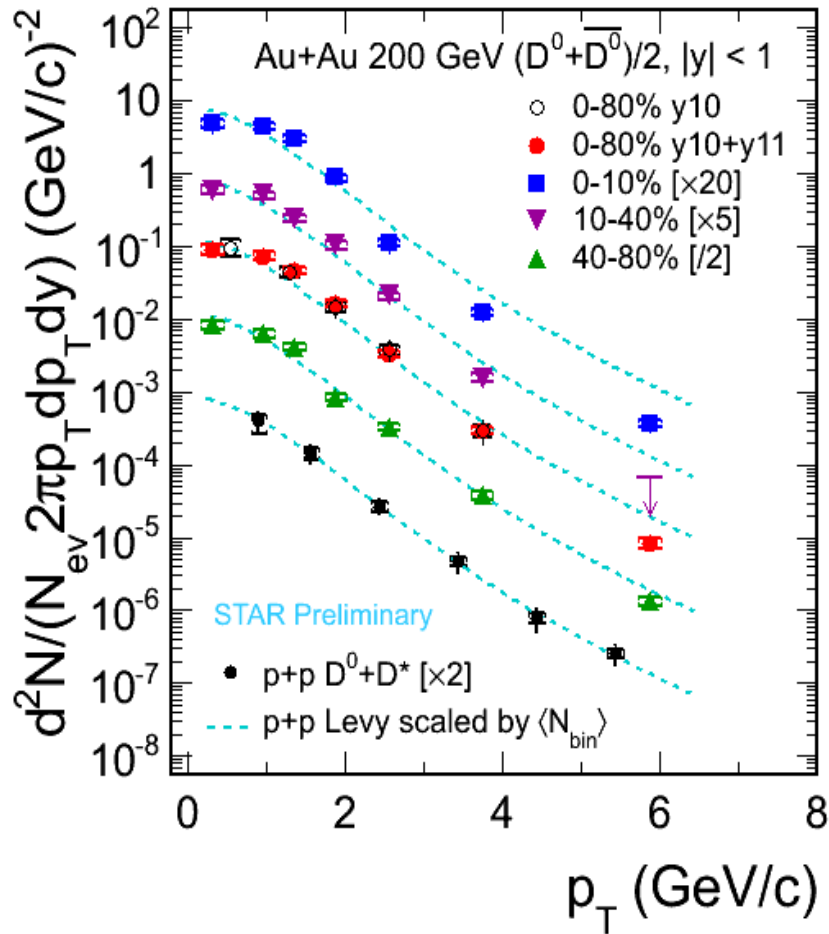 d²N/(N_ev 2πp_T dp_T dy) (GeV/c)⁻²
10²
10
1
10⁻¹
10⁻²
10⁻³
10⁻⁴
10⁻⁵
10⁻⁶
10⁻⁷
10⁻⁸
Au+Au 200 GeV (D⁰+D̅⁰)/2, |y| < 1
0-80% y10
0-80% y10+y11
0-10% [×20]
10-40% [×5]
40-80% [/2]
STAR Preliminary
p+p D⁰+D* [×2]
p+p Levy scaled by ⟨N_bin⟩
0 2 4 6 8
p_T (GeV/c)